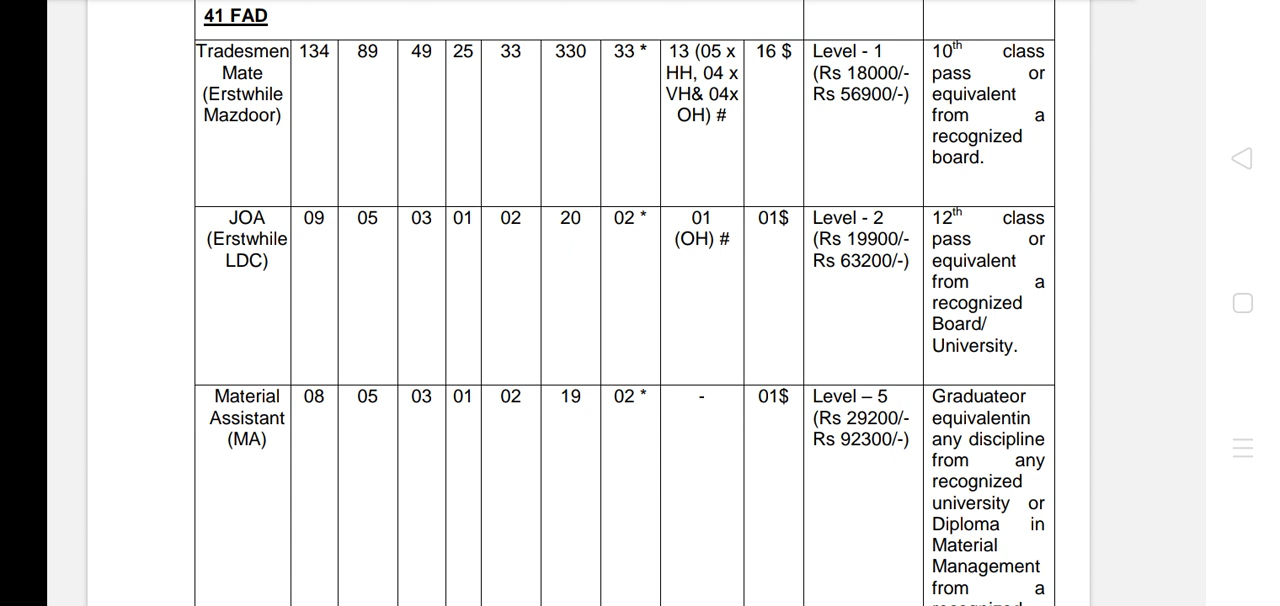 41 FAD
Tradesmen 134 89 49 25 33 330 33 * 13 (05 x 16 $ Level - 1 10th class
Mate HH, 04 x (Rs 18000/- pass or
(Erstwhile VH& 04x Rs 56900/-) equivalent
Mazdoor) OH) # from a
recognized
board.
JOA 09 05 03 01 02 20 02 * 01 01$ Level - 2 12th class
(Erstwhile (OH) # (Rs 19900/- pass or
LDC) Rs 63200/-) equivalent
from a
recognized
Board/
University.
Material 08 05 03 01 02 19 02 * - 01$ Level – 5 Graduateor
Assistant (Rs 29200/- equivalentin
(MA) Rs 92300/-) any discipline
from any
recognized
university or
Diploma in
Material
Management
from a